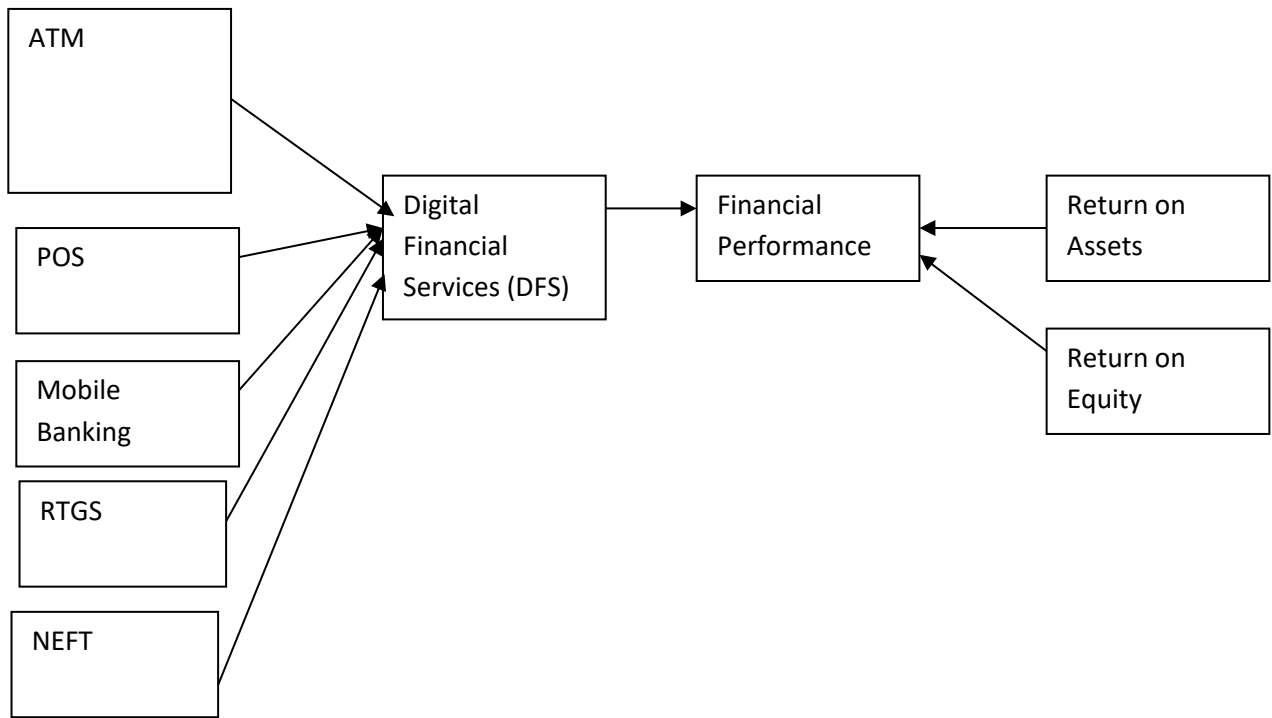 ATM
POS
Mobile
Banking
RTGS
NEFT
Digital
Financial
Services (DFS)
Financial
Performance
Return on
Assets
Return on
Equity